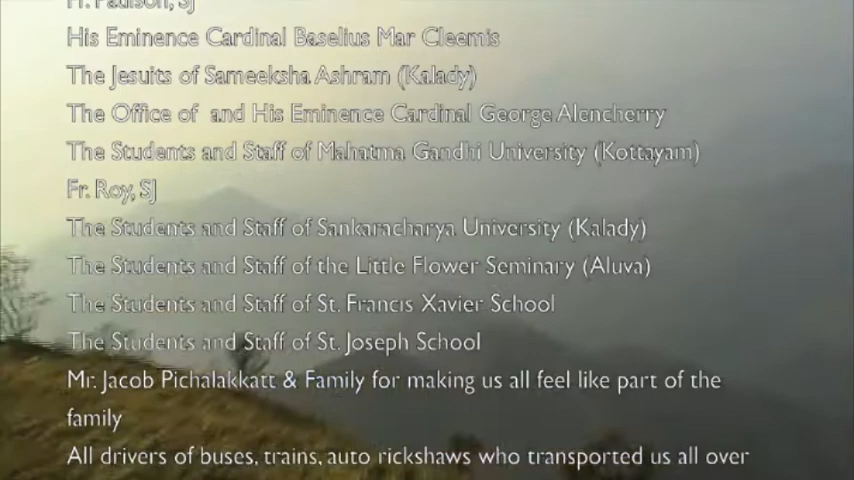 Fr. Paulson, SJ
His Eminence Cardinal Baselius Mar Cleemis
The Jesuits of Sameeksha Ashram (Kalady)
The Office of and His Eminence Cardinal George Alencherry
The Students and Staff of Mahatma Gandhi University (Kottayam)
Fr. Roy, SJ
The Students and Staff of Sankaracharya University (Kalady)
The Students and Staff of the Little Flower Seminary (Aluva)
The Students and Staff of St. Francis Xavier School
The Students and Staff of St. Joseph School
Mr. Jacob Pichalakkatt & Family for making us all feel like part of the
family
All drivers of buses, trains, auto rickshaws who transported us all over